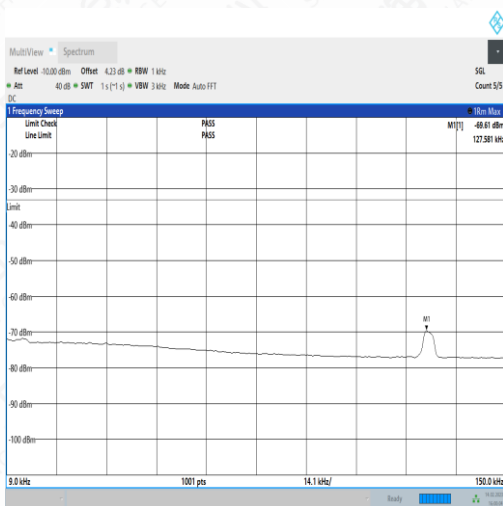 MultiView Spectrum
Ref Level -10.00 dBm Offset 4.23 dB RBW 1 kHz SGL
Att 40 dB SWT 1 s (~1 s) VBW 3 kHz Mode Auto FFT Count 5/5
DC
1 Frequency Sweep 1Rm Max
Limit Check PASS M1[1] -69.61 dBm
Line Limit PASS 127.581 kHz
-20 dBm
-30 dBm
Limit
-40 dBm
-50 dBm
-60 dBm
M1
-70 dBm
-80 dBm
-90 dBm
-100 dBm
9.0 kHz 1001 pts 14.1 kHz/ 150.0 kHz
Ready